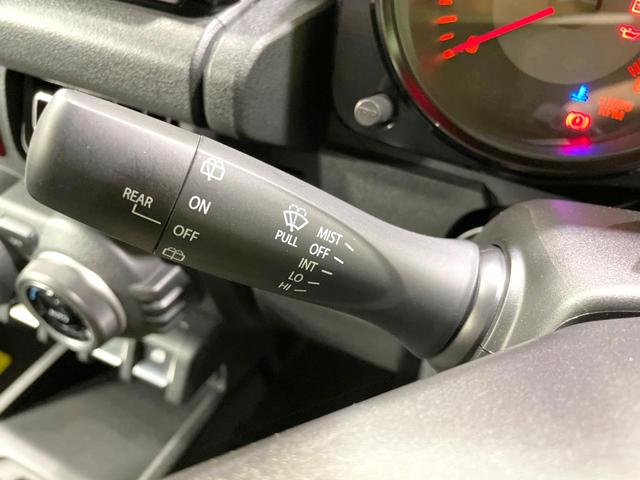 REAR
ON
OFF
PULL
MIST
OFF
INT
LO
HI